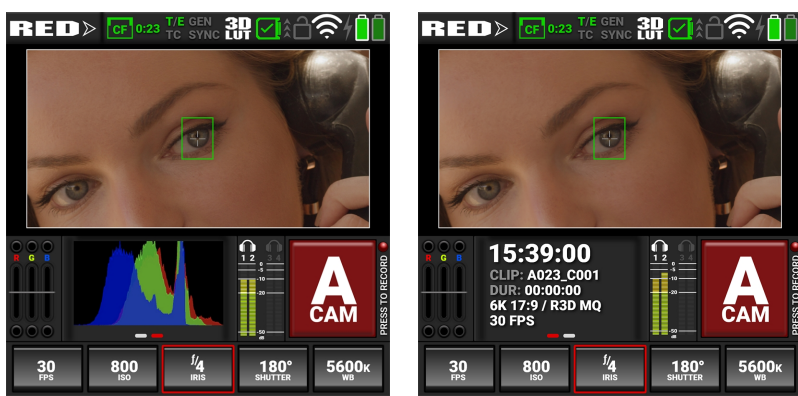 RED CF 0:23 T/E GEN 3D
TC SYNC LUT
R G B
1 2 3 4
0
-5
-10
-20
-50
dB
A
CAM
PRESS TO RECORD
30
FPS
800
ISO
f/4
IRIS
180°
SHUTTER
5600K
WB
RED CF 0:23 T/E GEN 3D
TC SYNC LUT
R G B
15:39:00
CLIP: A023_C001
DUR: 00:00:00
6K 17:9 / R3D MQ
30 FPS
1 2 3 4
0
-5
-10
-20
-50
dB
A
CAM
PRESS TO RECORD
30
FPS
800
ISO
f/4
IRIS
180°
SHUTTER
5600K
WB